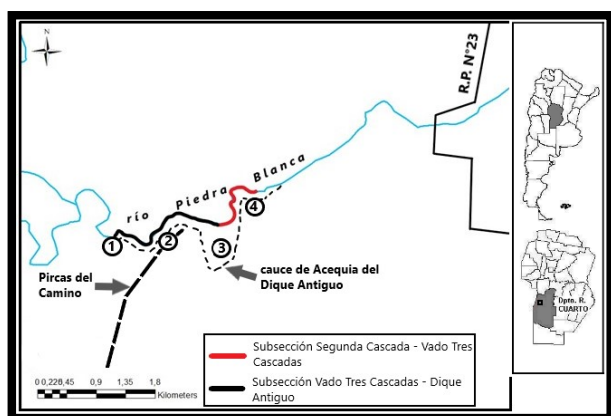 N
R.P. N°23
río Piedra Blanca
1
2
3
4
Pircas del
Camino
cauce de Acequia del
Dique Antiguo
Subsección Segunda Cascada - Vado Tres
Cascadas
Subsección Vado Tres Cascadas - Dique
Antiguo
0 0,225 0,45 0,9 1,35 1,8
Kilometers
Dpto. R.
CUARTO